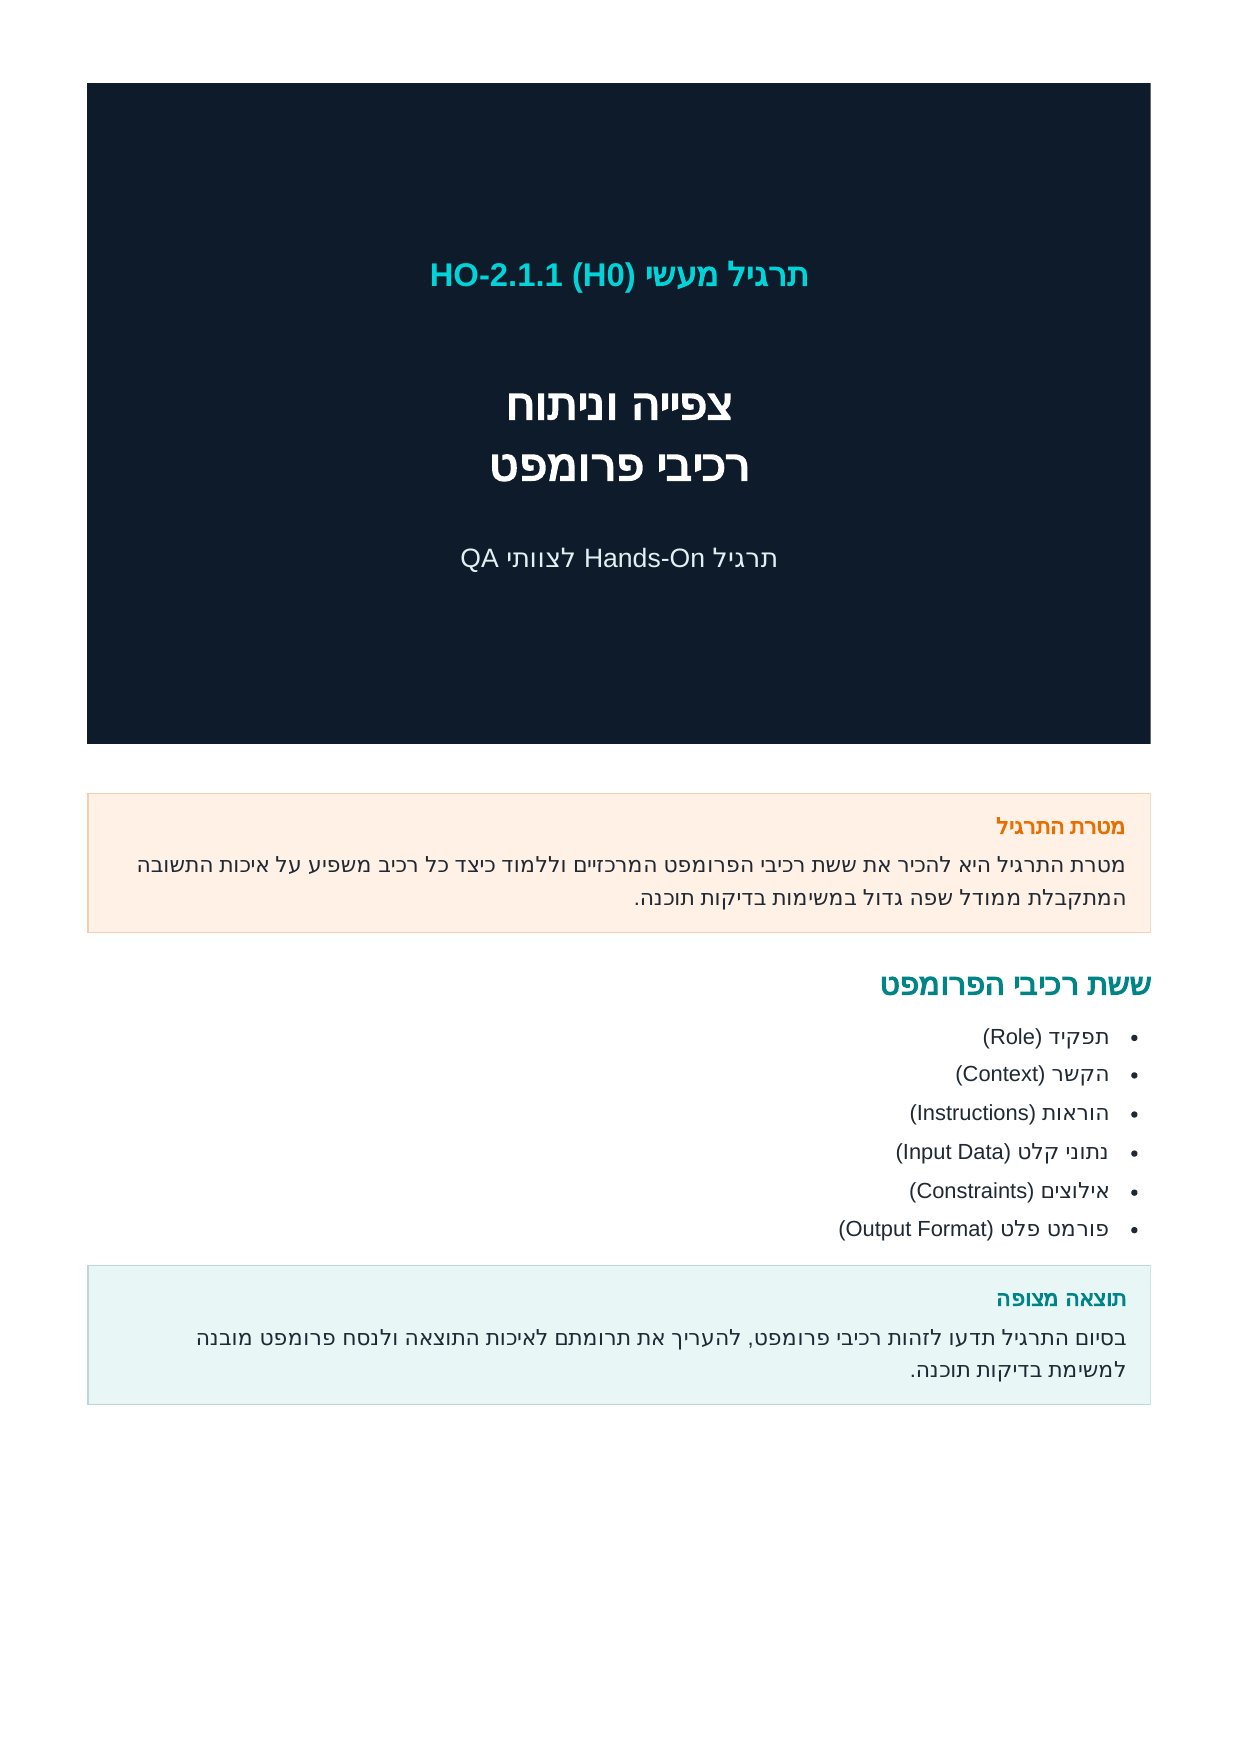 תרגיל מעשי HO-2.1.1 (H0)
צפייה וניתוח
רכיבי פרומפט
תרגיל Hands-On לצוותי QA
מטרת התרגיל
מטרת התרגיל היא להכיר את ששת רכיבי הפרומפט המרכזיים וללמוד כיצד כל רכיב משפיע על איכות התשובה
המתקבלת ממודל שפה גדול במשימות בדיקות תוכנה.
ששת רכיבי הפרומפט
• תפקיד (Role)
• הקשר (Context)
• הוראות (Instructions)
• נתוני קלט (Input Data)
• אילוצים (Constraints)
• פורמט פלט (Output Format)
תוצאה מצופה
בסיום התרגיל תדעו לזהות רכיבי פרומפט, להעריך את תרומתם לאיכות התוצאה ולנסח פרומפט מובנה
למשימת בדיקות תוכנה.